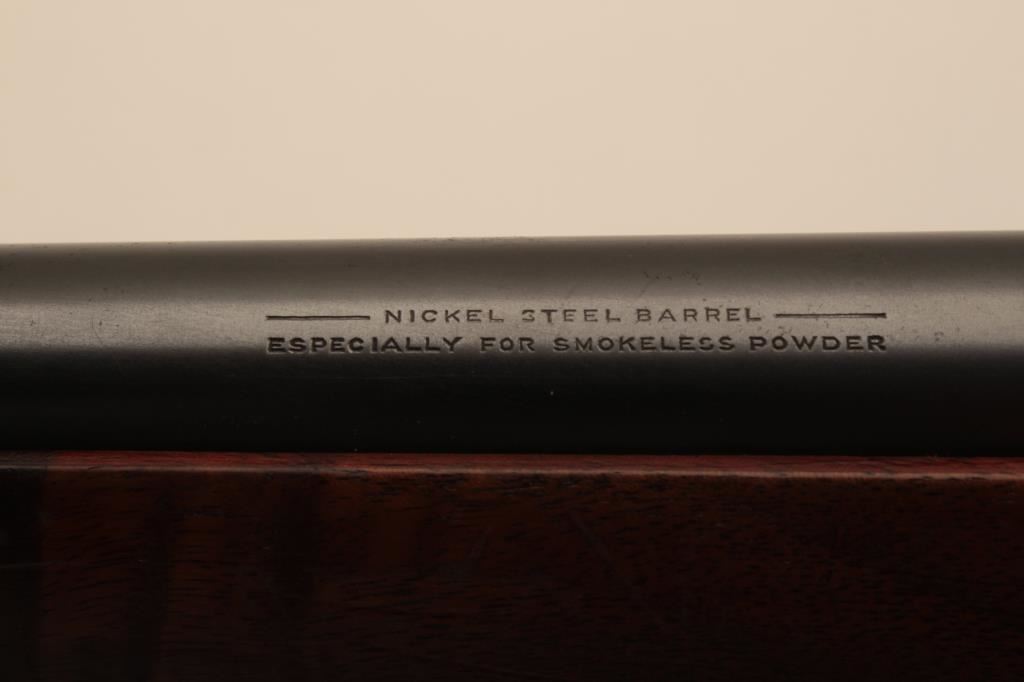 NICKEL STEEL BARREL
ESPECIALLY FOR SMOKELESS POWDER